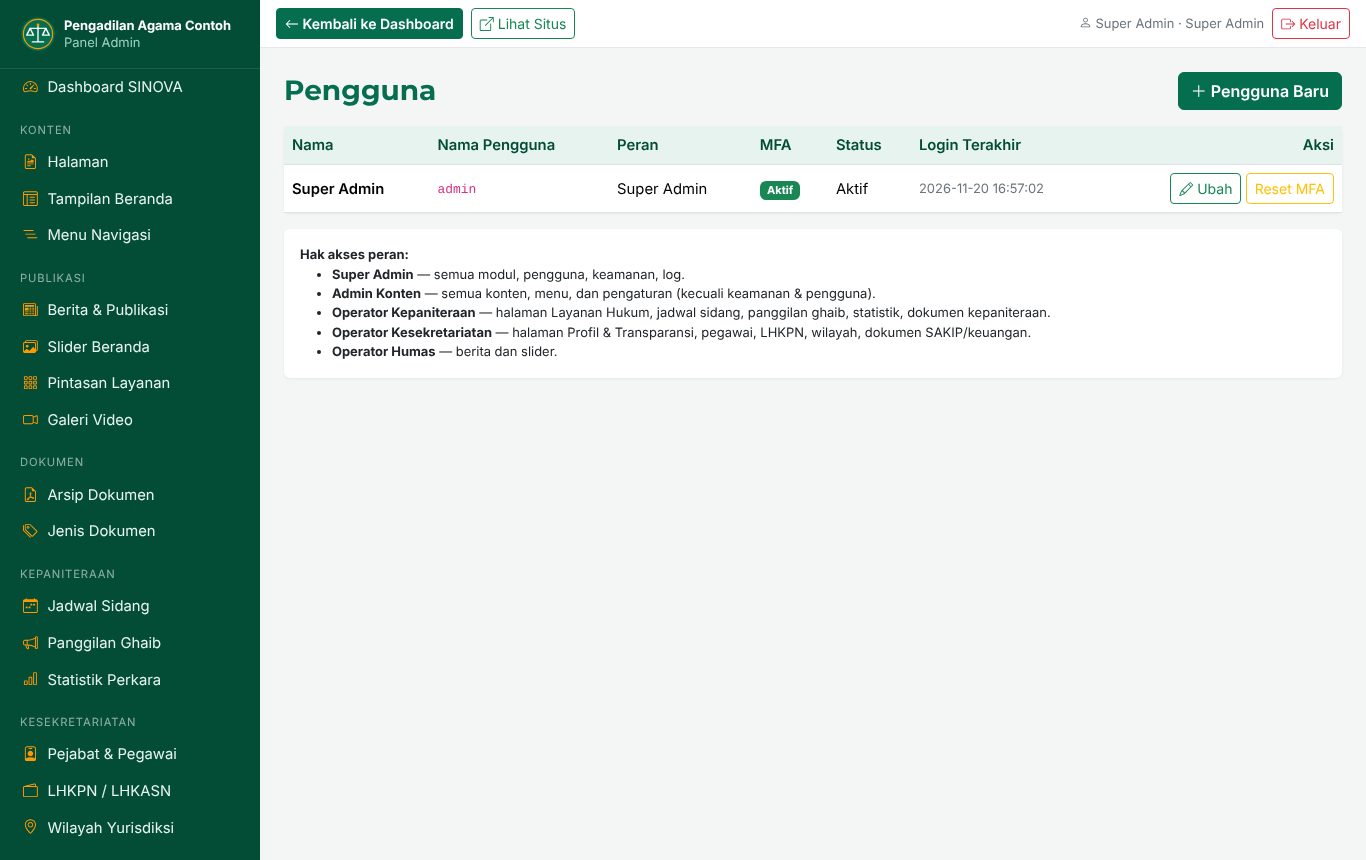 Pengadilan Agama Contoh
Panel Admin
Dashboard SINOVA
KONTEN
Halaman
Tampilan Beranda
Menu Navigasi
PUBLIKASI
Berita & Publikasi
Slider Beranda
Pintasan Layanan
Galeri Video
DOKUMEN
Arsip Dokumen
Jenis Dokumen
KEPANITERAAN
Jadwal Sidang
Panggilan Ghaib
Statistik Perkara
KESEKRETARIATAN
Pejabat & Pegawai
LHKPN / LHKASN
Wilayah Yurisdiksi
← Kembali ke Dashboard Lihat Situs Super Admin · Super Admin Keluar
Pengguna + Pengguna Baru
Nama Nama Pengguna Peran MFA Status Login Terakhir Aksi
Super Admin admin Super Admin Aktif Aktif 2026-11-20 16:57:02 Ubah Reset MFA
Hak akses peran:
• Super Admin — semua modul, pengguna, keamanan, log.
• Admin Konten — semua konten, menu, dan pengaturan (kecuali keamanan & pengguna).
• Operator Kepaniteraan — halaman Layanan Hukum, jadwal sidang, panggilan ghaib, statistik, dokumen kepaniteraan.
• Operator Kesekretariatan — halaman Profil & Transparansi, pegawai, LHKPN, wilayah, dokumen SAKIP/keuangan.
• Operator Humas — berita dan slider.